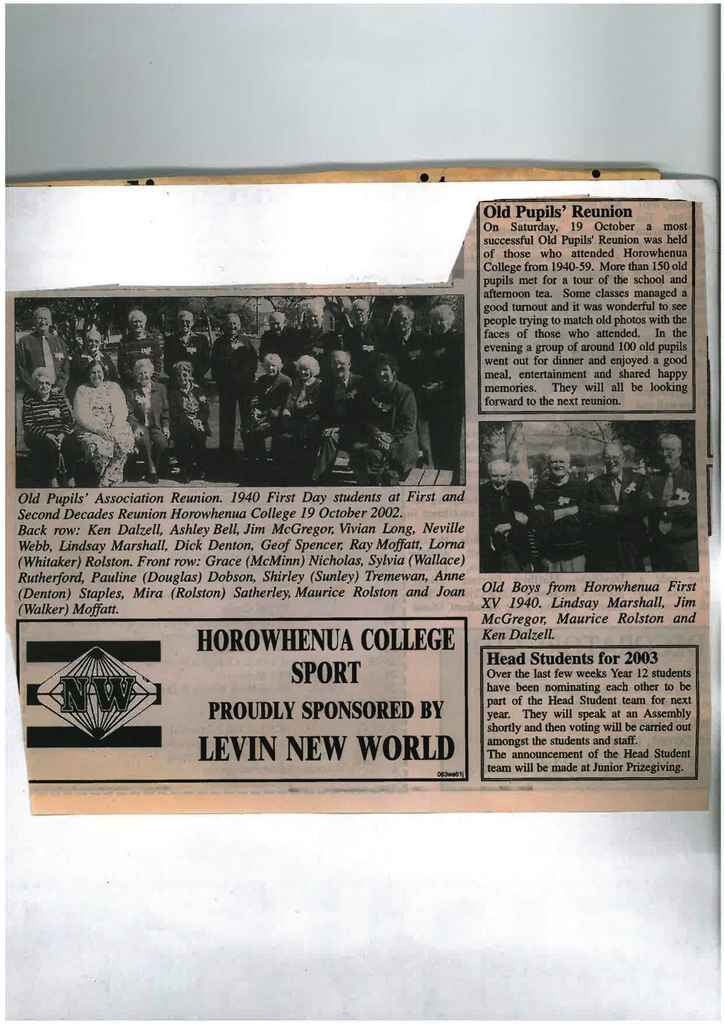 Old Pupils' Association Reunion. 1940 First Day students at First and
Second Decades Reunion Horowhenua College 19 October 2002.
Back row: Ken Dalzell, Ashley Bell, Jim McGregor, Vivian Long, Neville
Webb, Lindsay Marshall, Dick Denton, Geof Spencer, Ray Moffatt, Lorna
(Whitaker) Rolston. Front row: Grace (McMinn) Nicholas, Sylvia (Wallace)
Rutherford, Pauline (Douglas) Dobson, Shirley (Sunley) Tremewan, Anne
(Denton) Staples, Mira (Rolston) Satherley, Maurice Rolston and Joan
(Walker) Moffatt.
NW
HOROWHENUA COLLEGE
SPORT
PROUDLY SPONSORED BY
LEVIN NEW WORLD
063we61j
Old Pupils' Reunion
On Saturday, 19 October a most
successful Old Pupils' Reunion was held
of those who attended Horowhenua
College from 1940-59. More than 150 old
pupils met for a tour of the school and
afternoon tea. Some classes managed a
good turnout and it was wonderful to see
people trying to match old photos with the
faces of those who attended. In the
evening a group of around 100 old pupils
went out for dinner and enjoyed a good
meal, entertainment and shared happy
memories. They will all be looking
forward to the next reunion.
Old Boys from Horowhenua First
XV 1940. Lindsay Marshall, Jim
McGregor, Maurice Rolston and
Ken Dalzell.
Head Students for 2003
Over the last few weeks Year 12 students
have been nominating each other to be
part of the Head Student team for next
year. They will speak at an Assembly
shortly and then voting will be carried out
amongst the students and staff.
The announcement of the Head Student
team will be made at Junior Prizegiving.